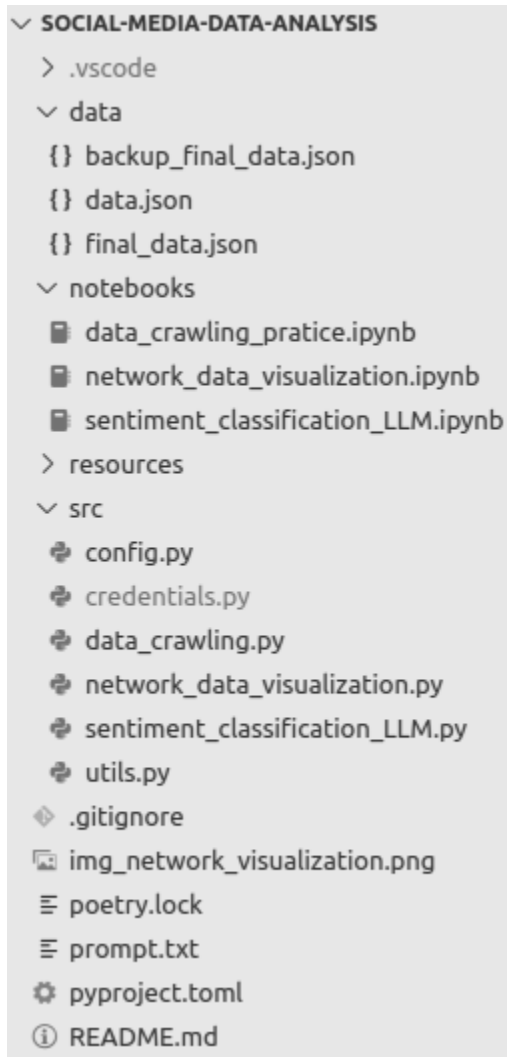 SOCIAL-MEDIA-DATA-ANALYSIS
.vscode
data
{} backup_final_data.json
{} data.json
{} final_data.json
notebooks
data_crawling_pratice.ipynb
network_data_visualization.ipynb
sentiment_classification_LLM.ipynb
resources
src
config.py
credentials.py
data_crawling.py
network_data_visualization.py
sentiment_classification_LLM.py
utils.py
.gitignore
img_network_visualization.png
poetry.lock
prompt.txt
pyproject.toml
README.md